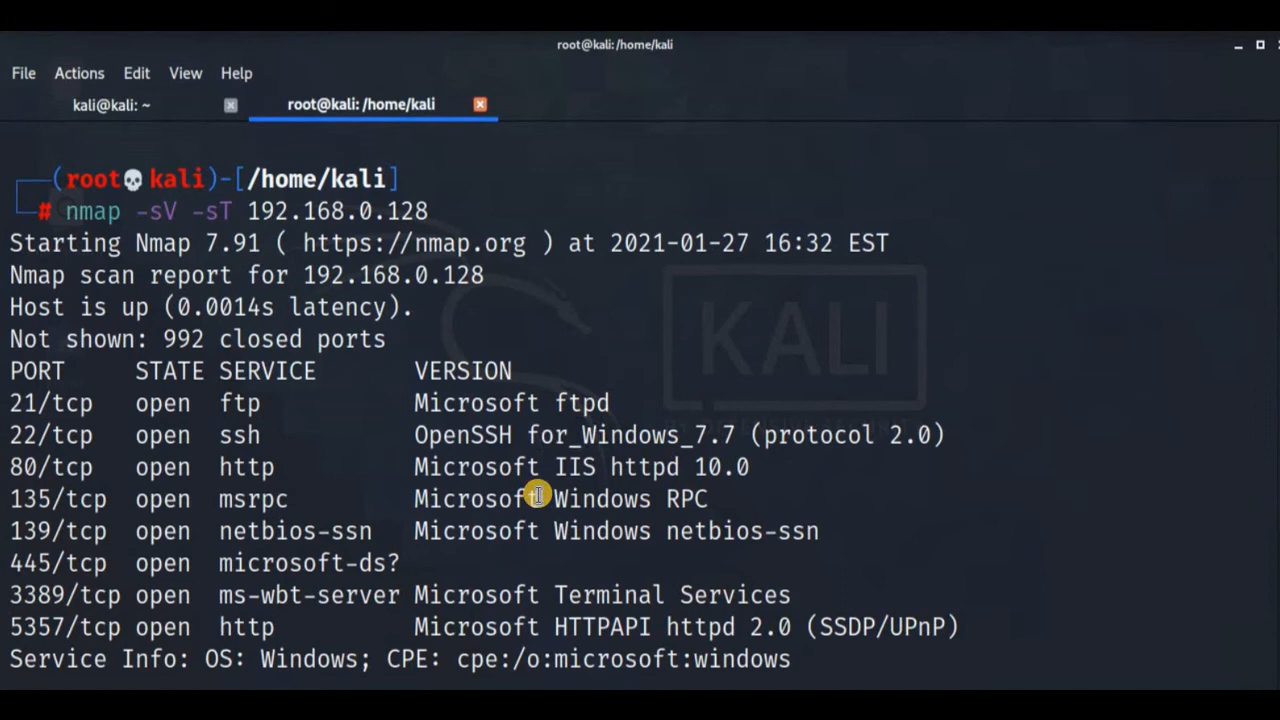 root@kali: /home/kali
File Actions Edit View Help
kali@kali: ~ root@kali: /home/kali
(root💀kali)-[/home/kali]
# nmap -sV -sT 192.168.0.128
Starting Nmap 7.91 ( https://nmap.org ) at 2021-01-27 16:32 EST
Nmap scan report for 192.168.0.128
Host is up (0.0014s latency).
Not shown: 992 closed ports
PORT STATE SERVICE VERSION
21/tcp open ftp Microsoft ftpd
22/tcp open ssh OpenSSH for_Windows_7.7 (protocol 2.0)
80/tcp open http Microsoft IIS httpd 10.0
135/tcp open msrpc Microsoft Windows RPC
139/tcp open netbios-ssn Microsoft Windows netbios-ssn
445/tcp open microsoft-ds?
3389/tcp open ms-wbt-server Microsoft Terminal Services
5357/tcp open http Microsoft HTTPAPI httpd 2.0 (SSDP/UPnP)
Service Info: OS: Windows; CPE: cpe:/o:microsoft:windows
KALI